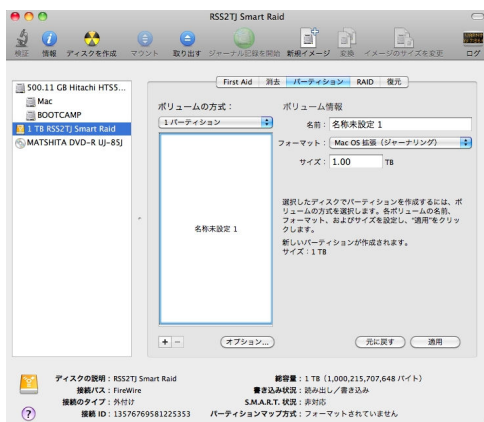 RSS2TJ Smart Raid
検証 情報 ディスクを作成 マウント 取り出す ジャーナル記録を開始 新規イメージ 変換 イメージのサイズを変更 ログ
500.11 GB Hitachi HTS5...
Mac
BOOTCAMP
1 TB RSS2TJ Smart Raid
MATSHITA DVD-R UJ-85J
First Aid 消去 パーティション RAID 復元
ボリュームの方式：
1 パーティション
名称未設定 1
+ − オプション...
ボリューム情報
名前：名称未設定 1
フォーマット：Mac OS 拡張（ジャーナリング）
サイズ：1.00 TB
選択したディスクでパーティションを作成するには、ボ
リュームの方式を選択します。各ボリュームの名前、
フォーマット、およびサイズを設定し、“適用”をクリッ
クします。
新しいパーティションが作成されます。
サイズ：1 TB
元に戻す 適用
ディスクの説明：RSS2TJ Smart Raid
接続バス：FireWire
接続のタイプ：外付け
接続 ID：13576769581225353
総容量：1 TB（1,000,215,707,648 バイト）
書き込み状況：読み出し／書き込み
S.M.A.R.T. 状況：非対応
パーティションマップ方式：フォーマットされていません
?